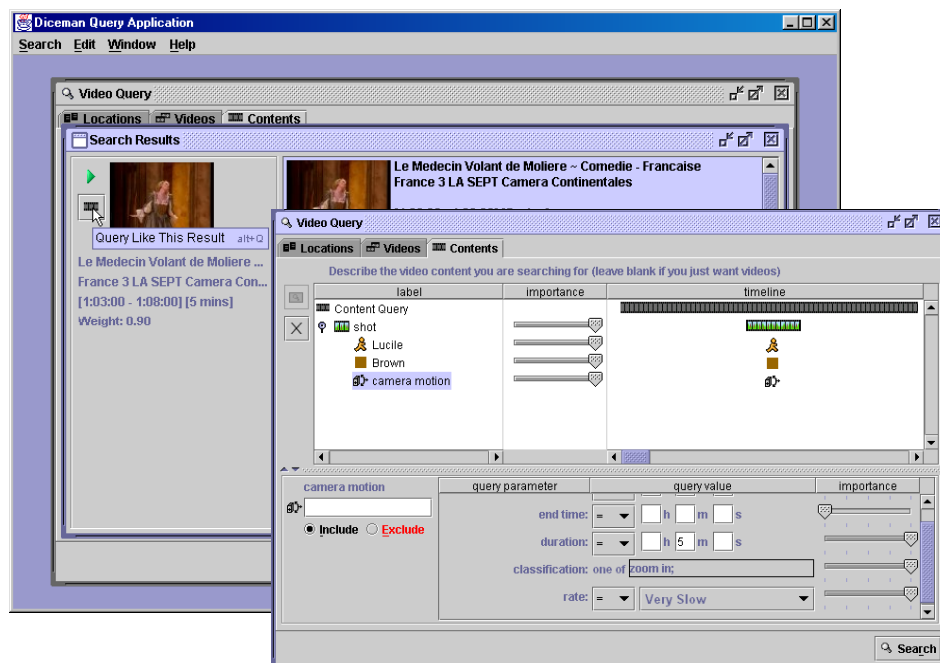 Diceman Query Application
Search Edit Window Help
Video Query
Locations Videos Contents
Search Results
Le Medecin Volant de Moliere ~ Comedie - Francaise
France 3 LA SEPT Camera Continentales
Query Like This Result alt+Q
Le Medecin Volant de Moliere ...
France 3 LA SEPT Camera Con...
[1:03:00 - 1:08:00] [5 mins]
Weight: 0.90
Video Query
Locations Videos Contents
Describe the video content you are searching for (leave blank if you just want videos)
label importance timeline
Content Query
shot
Lucile
Brown
camera motion
camera motion
Include Exclude
query parameter query value importance
end time: = h m s
duration: = h 5 m s
classification: one of zoom in;
rate: = Very Slow
Search